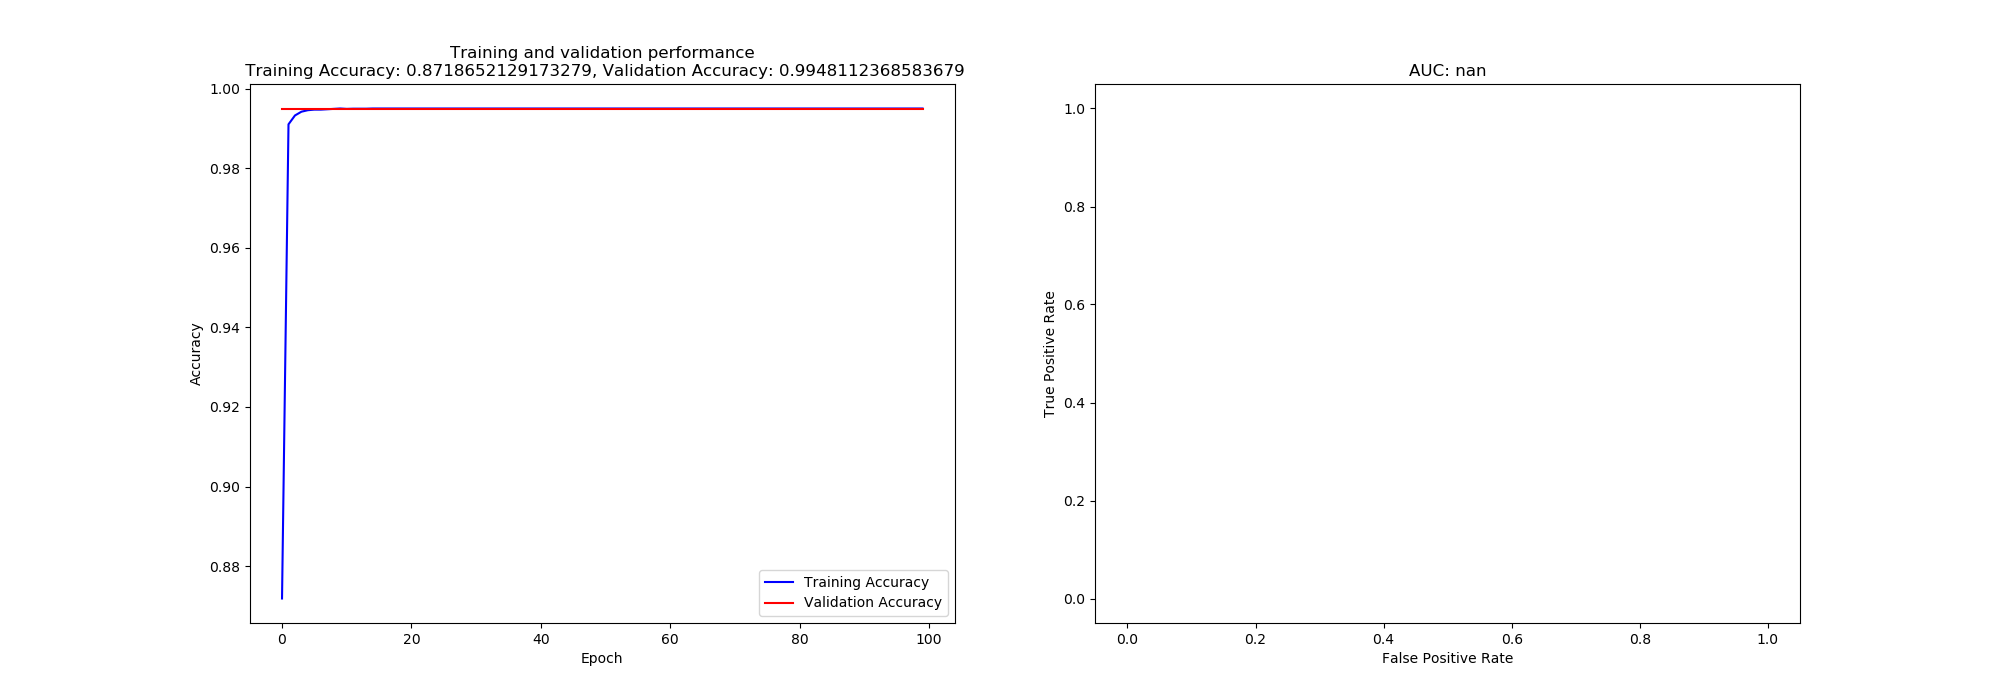 Training and validation performance
Training Accuracy: 0.8718652129173279, Validation Accuracy: 0.9948112368583679
1.00
0.98
0.96
0.94
0.92
0.90
0.88
Accuracy
0
20
40
60
80
100
Epoch
Training Accuracy
Validation Accuracy
AUC: nan
1.0
0.8
0.6
0.4
0.2
0.0
True Positive Rate
0.0
0.2
0.4
0.6
0.8
1.0
False Positive Rate